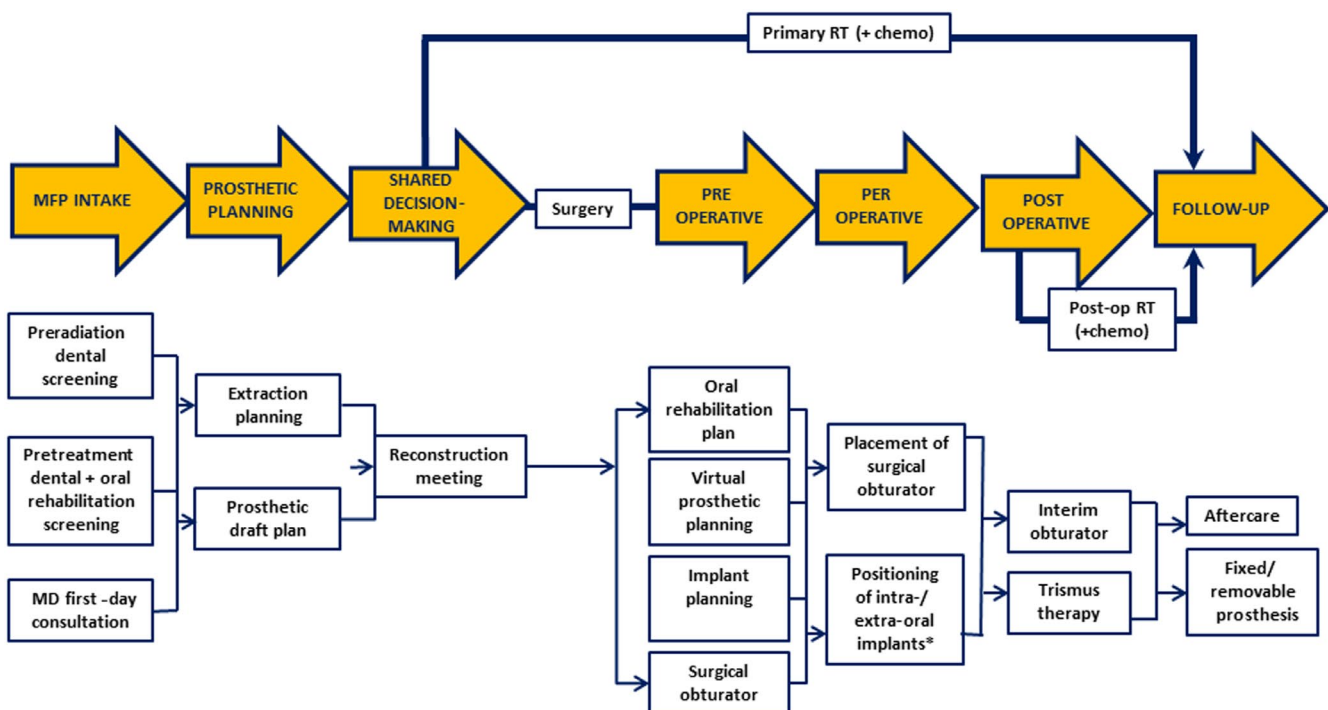 Primary RT (+ chemo)
MFP INTAKE
PROSTHETIC
PLANNING
SHARED
DECISION-
MAKING
Surgery
PRE
OPERATIVE
PER
OPERATIVE
POST
OPERATIVE
FOLLOW-UP
Post-op RT
(+chemo)
Preradiation
dental
screening
Pretreatment
dental + oral
rehabilitation
screening
MD first -day
consultation
Extraction
planning
Prosthetic
draft plan
Reconstruction
meeting
Oral
rehabilitation
plan
Virtual
prosthetic
planning
Implant
planning
Surgical
obturator
Placement of
surgical
obturator
Positioning
of intra-/
extra-oral
implants*
Interim
obturator
Trismus
therapy
Aftercare
Fixed/
removable
prosthesis